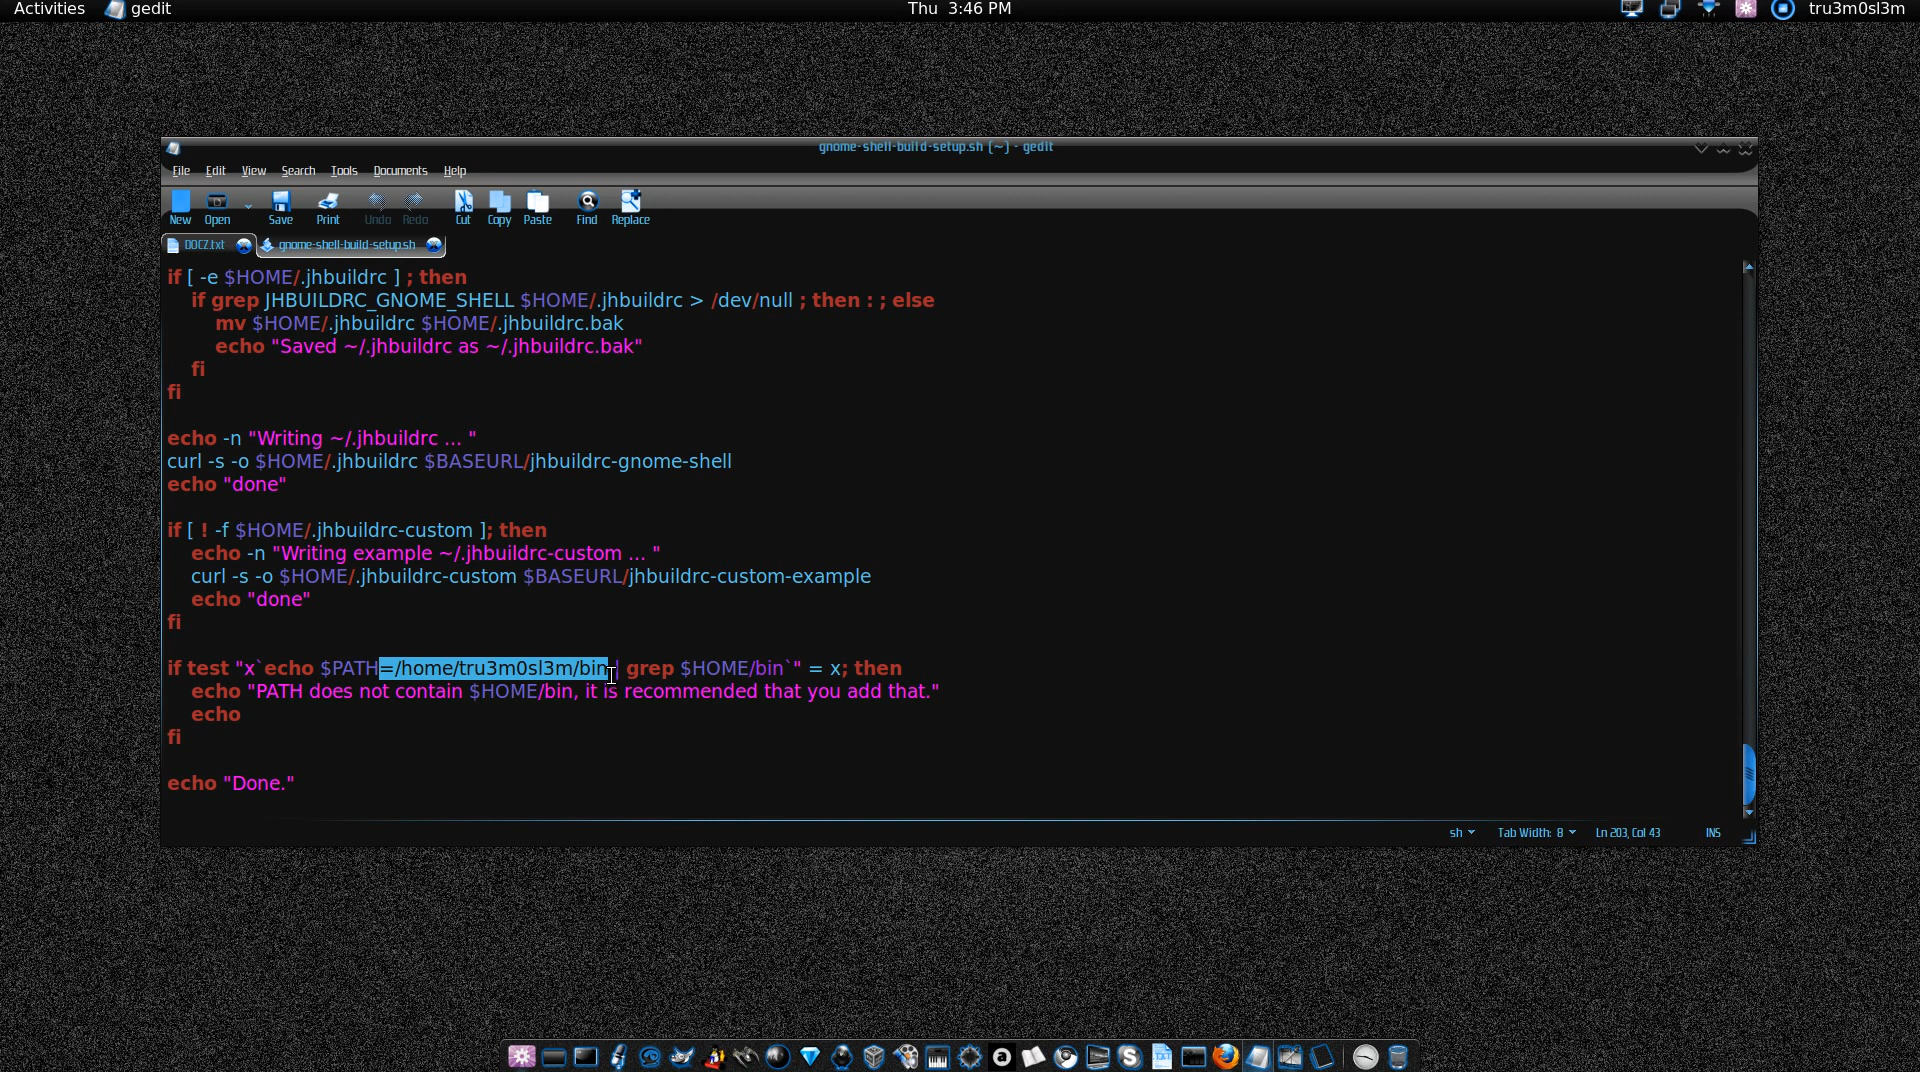 Activities gedit Thu 3:46 PM tru3m0sl3m
gnome-shell-build-setup.sh (~) - gedit
File Edit View Search Tools Documents Help
New Open Save Print Undo Redo Cut Copy Paste Find Replace
DOCZ.txt gnome-shell-build-setup.sh
if [ -e $HOME/.jhbuildrc ] ; then
if grep JHBUILDRC_GNOME_SHELL $HOME/.jhbuildrc > /dev/null ; then : ; else
mv $HOME/.jhbuildrc $HOME/.jhbuildrc.bak
echo "Saved ~/.jhbuildrc as ~/.jhbuildrc.bak"
fi
fi
echo -n "Writing ~/.jhbuildrc ... "
curl -s -o $HOME/.jhbuildrc $BASEURL/jhbuildrc-gnome-shell
echo "done"
if [ ! -f $HOME/.jhbuildrc-custom ]; then
echo -n "Writing example ~/.jhbuildrc-custom ... "
curl -s -o $HOME/.jhbuildrc-custom $BASEURL/jhbuildrc-custom-example
echo "done"
fi
if test "x`echo $PATH=/home/tru3m0sl3m/bin | grep $HOME/bin`" = x; then
echo "PATH does not contain $HOME/bin, it is recommended that you add that."
echo
fi
echo "Done."
sh Tab Width: 8 Ln 203, Col 43 INS
a
TXT